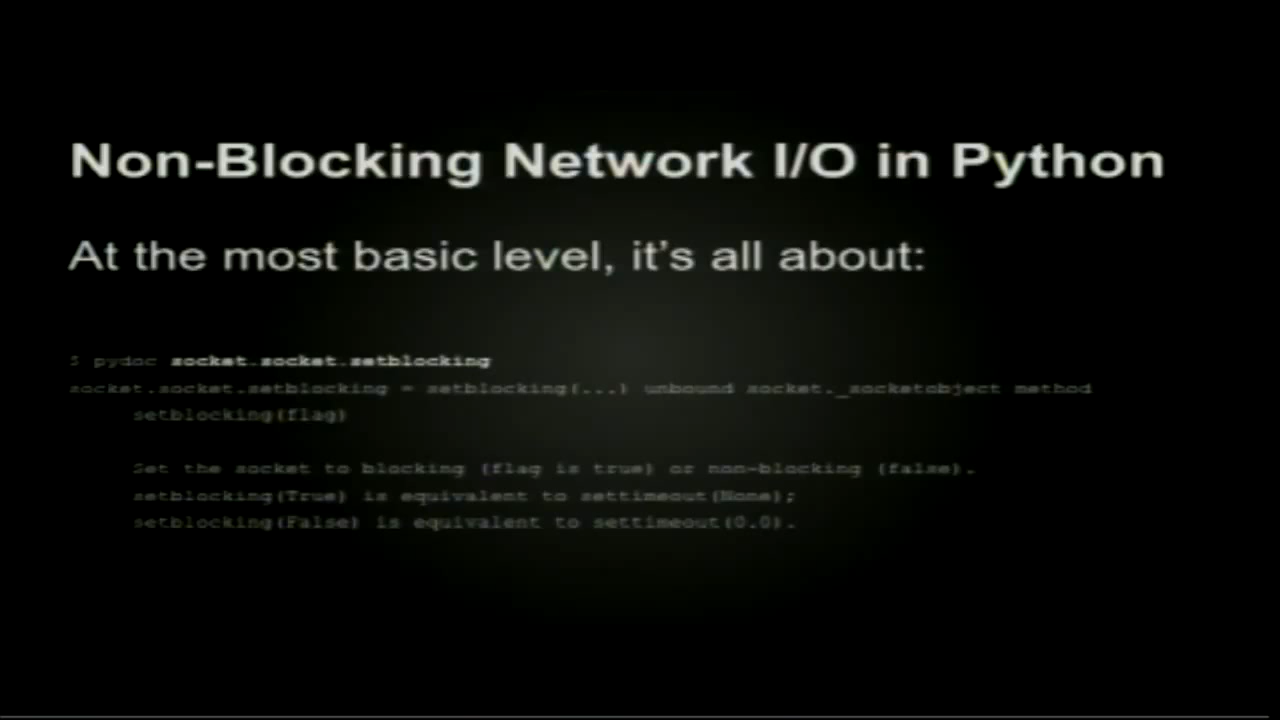 Non-Blocking Network I/O in Python
At the most basic level, it's all about:
$ pydoc socket.socket.setblocking
socket.socket.setblocking = setblocking(...) unbound socket._socketobject method
setblocking(flag)
Set the socket to blocking (flag is true) or non-blocking (false).
setblocking(True) is equivalent to settimeout(None);
setblocking(False) is equivalent to settimeout(0.0).